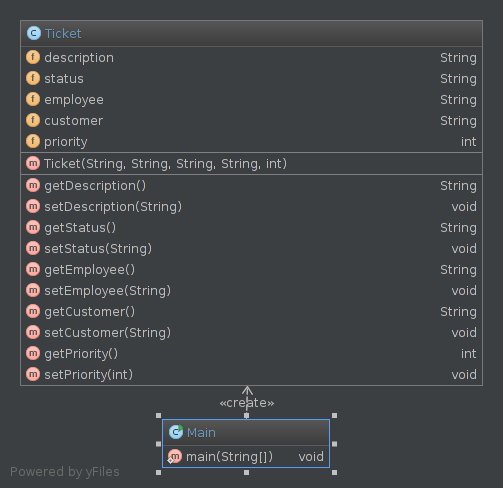 Ticket
description String
status String
employee String
customer String
priority int
Ticket(String, String, String, String, int)
getDescription() String
setDescription(String) void
getStatus() String
setStatus(String) void
getEmployee() String
setEmployee(String) void
getCustomer() String
setCustomer(String) void
getPriority() int
setPriority(int) void
«create»
Main
main(String[]) void
Powered by yFiles